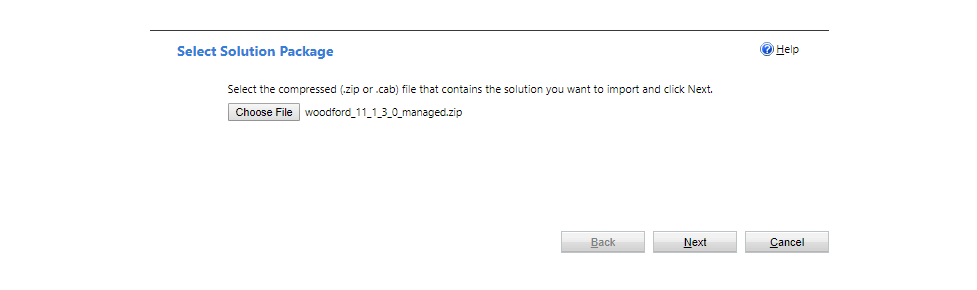 Select Solution Package
Help
Select the compressed (.zip or .cab) file that contains the solution you want to import and click Next.
Choose File woodford_11_1_3_0_managed.zip
Back Next Cancel